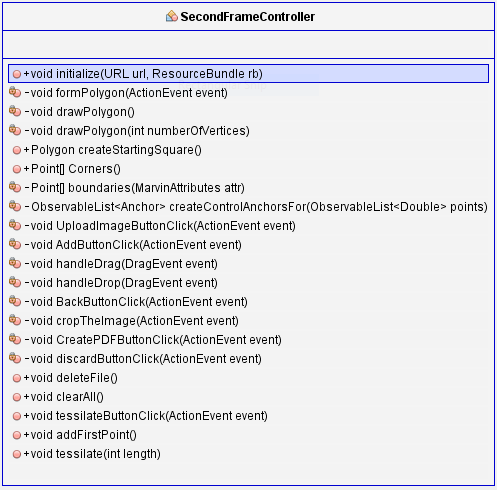 SecondFrameController
+void initialize(URL url, ResourceBundle rb)
-void formPolygon(ActionEvent event)
-void drawPolygon()
-void drawPolygon(int numberOfVertices)
+Polygon createStartingSquare()
+Point[] Corners()
-Point[] boundaries(MarvinAttributes attr)
-ObservableList<Anchor> createControlAnchorsFor(ObservableList<Double> points)
-void UploadImageButtonClick(ActionEvent event)
-void AddButtonClick(ActionEvent event)
-void handleDrag(DragEvent event)
-void handleDrop(DragEvent event)
-void BackButtonClick(ActionEvent event)
-void cropTheImage(ActionEvent event)
-void CreatePDFButtonClick(ActionEvent event)
-void discardButtonClick(ActionEvent event)
+void deleteFile()
+void clearAll()
+void tessilateButtonClick(ActionEvent event)
+void addFirstPoint()
+void tessilate(int length)